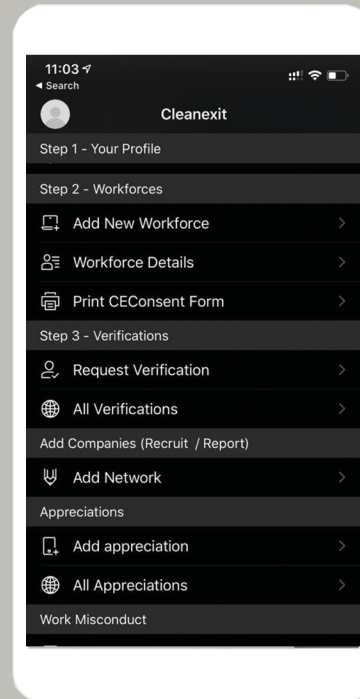 11:03
◀ Search
Cleanexit
Step 1 - Your Profile
Step 2 - Workforces
Add New Workforce
Workforce Details
Print CEConsent Form
Step 3 - Verifications
Request Verification
All Verifications
Add Companies (Recruit / Report)
Add Network
Appreciations
Add appreciation
All Appreciations
Work Misconduct